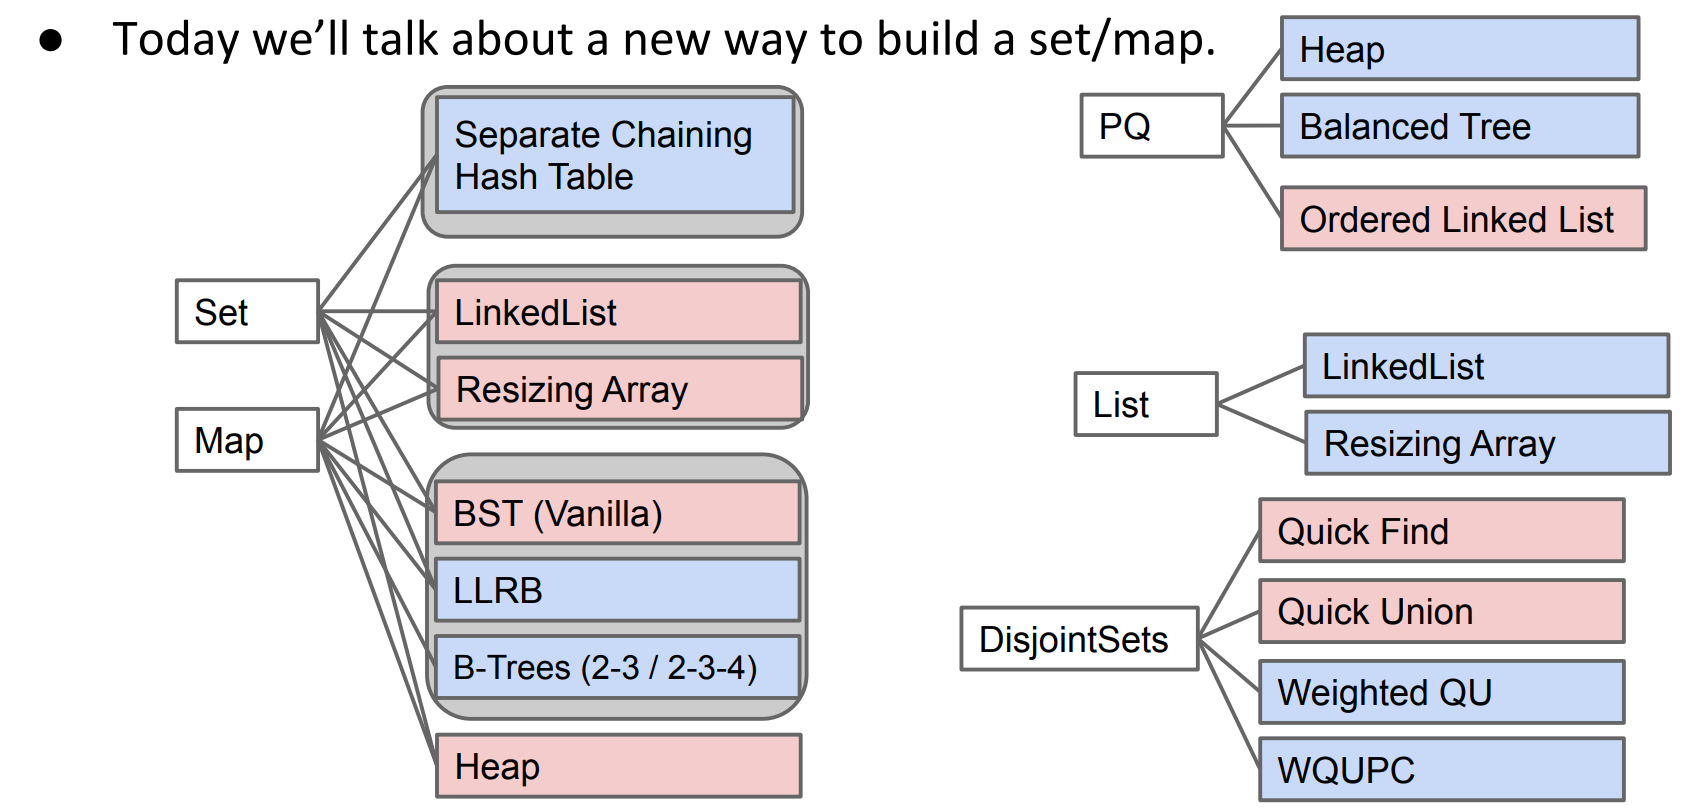 ● Today we’ll talk about a new way to build a set/map.
Set
Map
Separate Chaining
Hash Table
LinkedList
Resizing Array
BST (Vanilla)
LLRB
B-Trees (2-3 / 2-3-4)
Heap
PQ
Heap
Balanced Tree
Ordered Linked List
List
LinkedList
Resizing Array
DisjointSets
Quick Find
Quick Union
Weighted QU
WQUPC